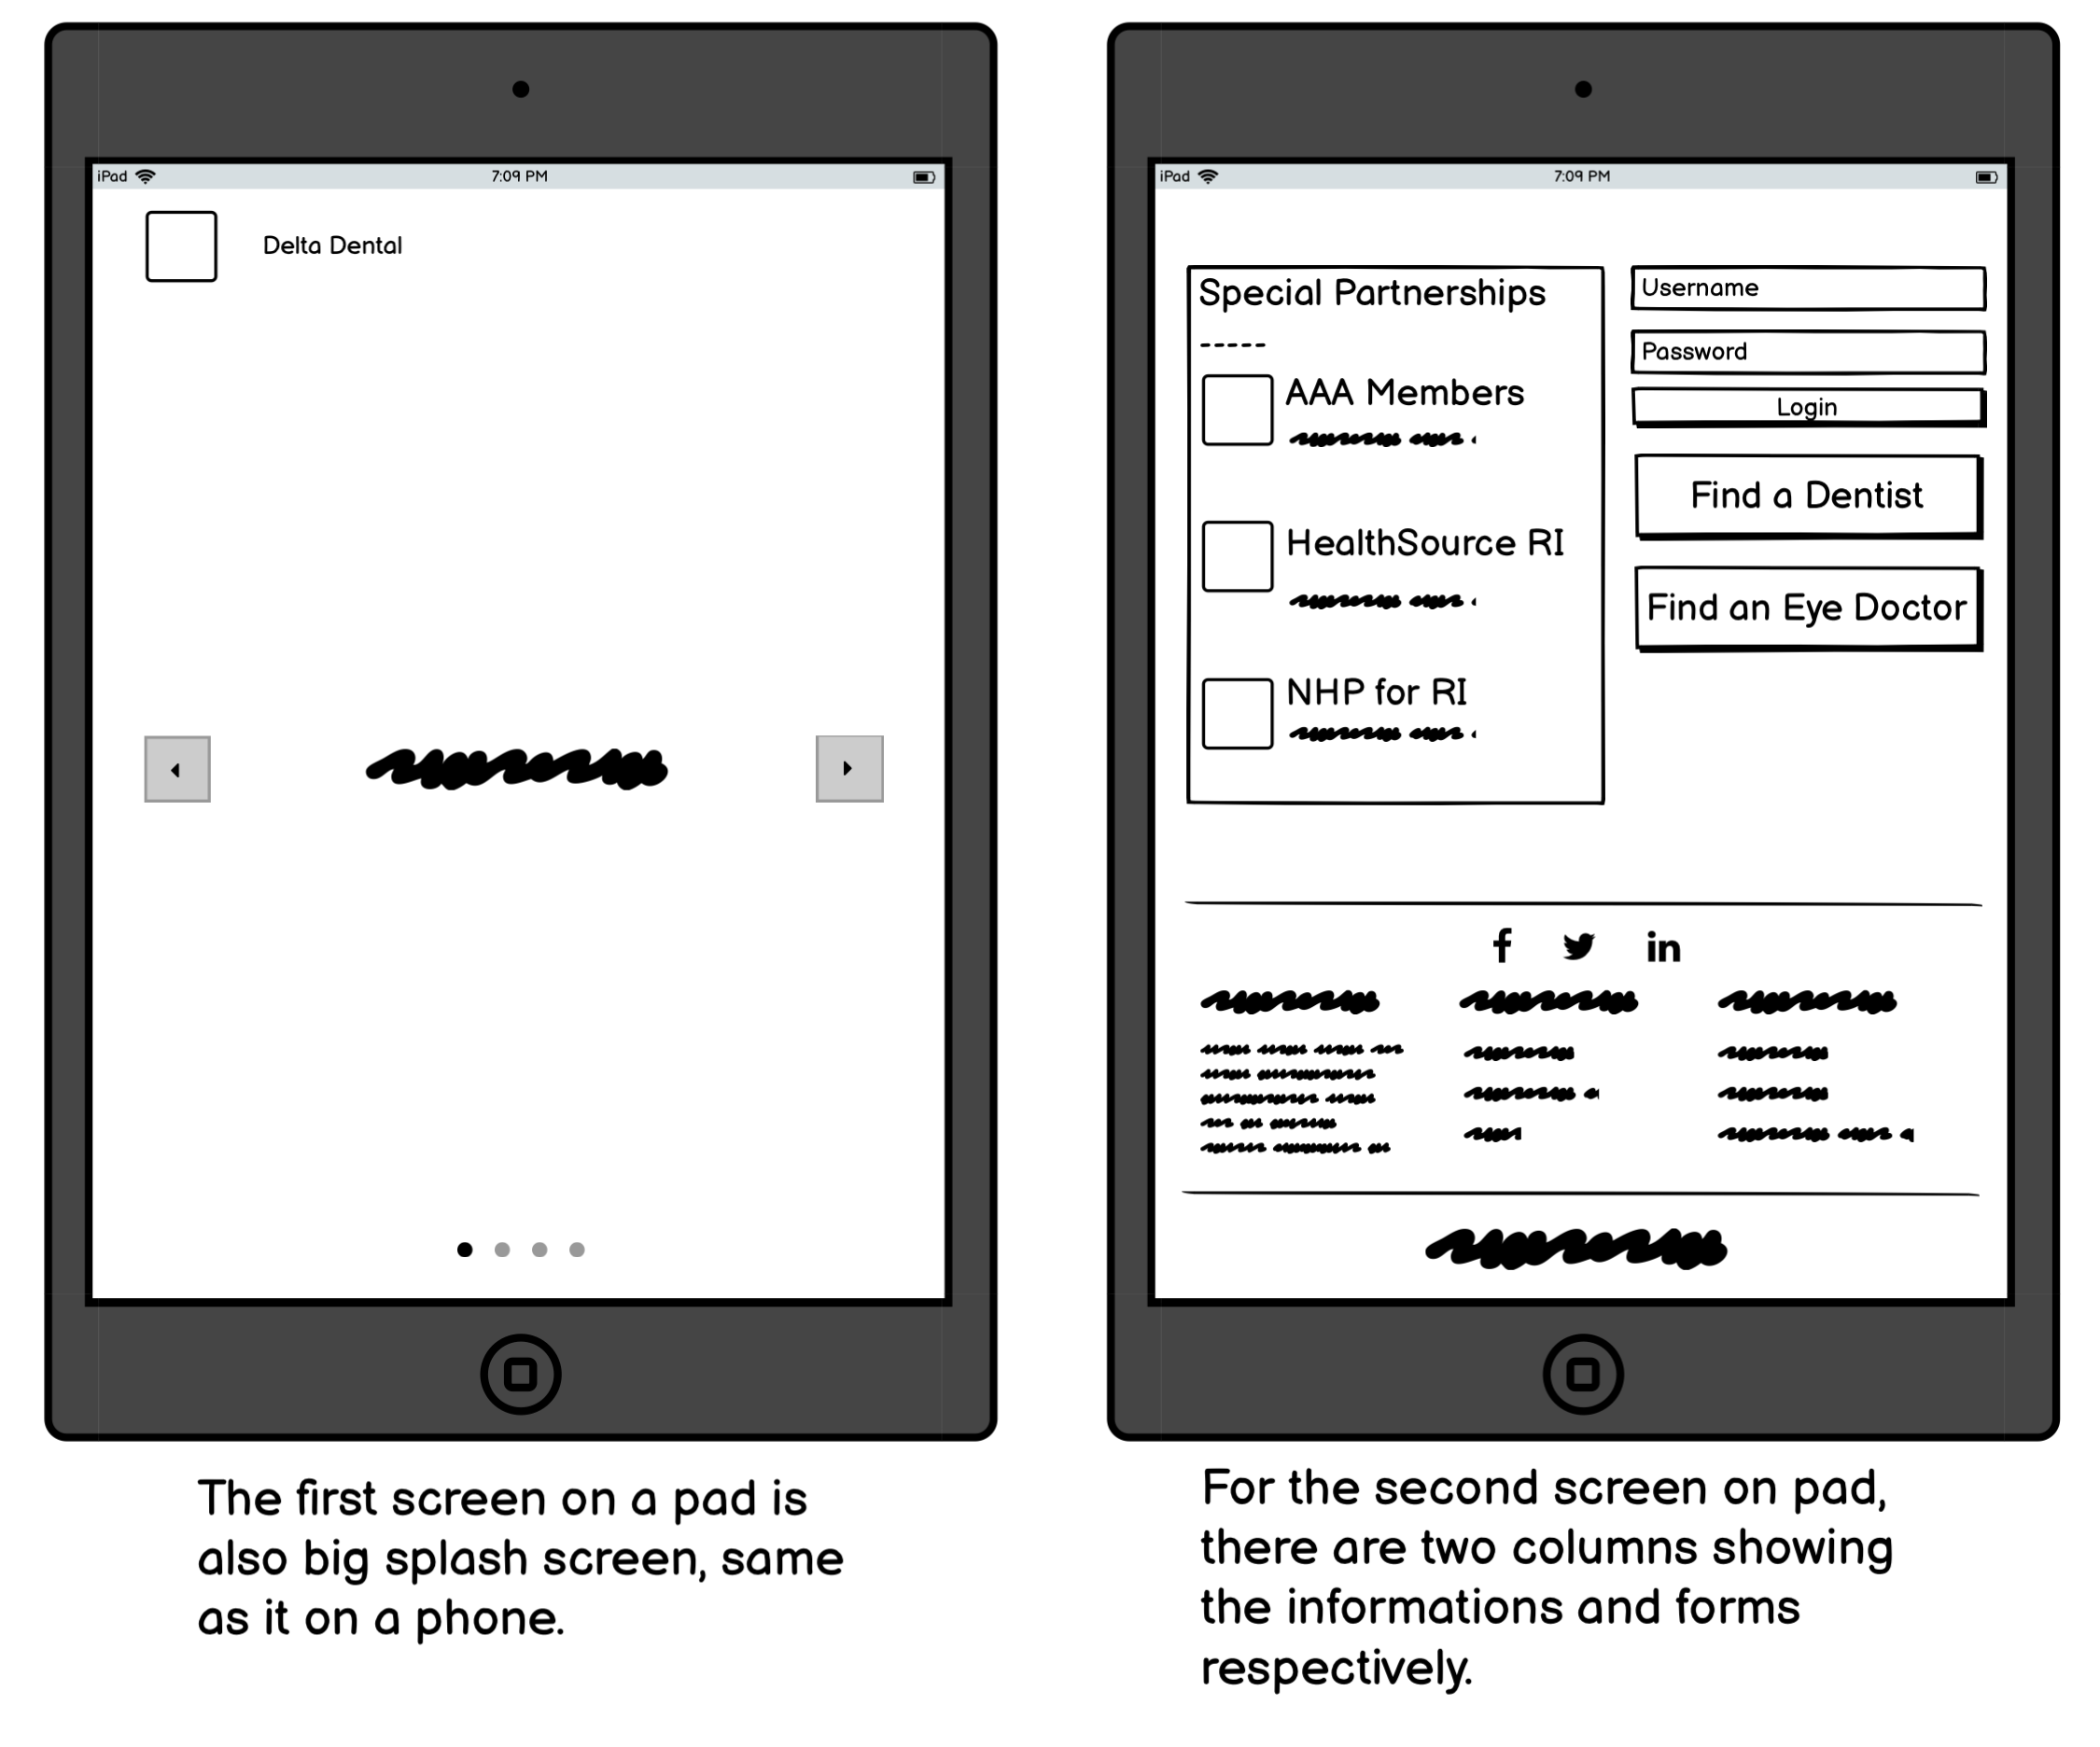 iPad 7:09 PM
Delta Dental
The first screen on a pad is
also big splash screen, same
as it on a phone.
iPad 7:09 PM
Special Partnerships
-----
AAA Members
HealthSource RI
NHP for RI
Username
Password
Login
Find a Dentist
Find an Eye Doctor
For the second screen on pad,
there are two columns showing
the informations and forms
respectively.